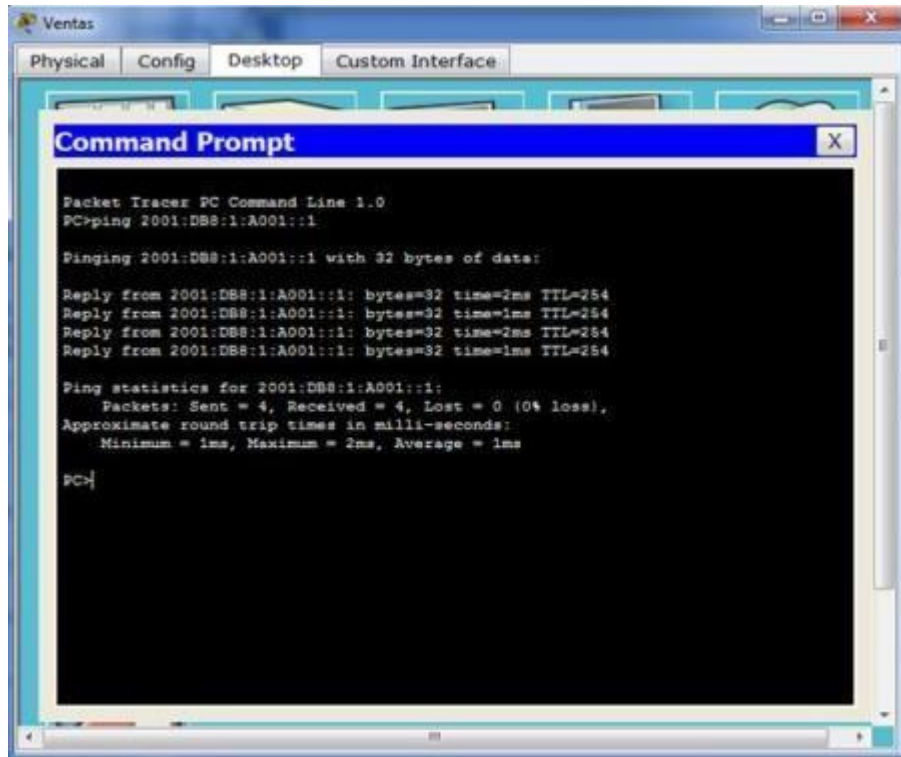 Ventas
Physical Config Desktop Custom Interface
Command Prompt
X
Packet Tracer PC Command Line 1.0
PC>ping 2001:DB8:1:A001::1
Pinging 2001:DB8:1:A001::1 with 32 bytes of data:
Reply from 2001:DB8:1:A001::1: bytes=32 time=2ms TTL=254
Reply from 2001:DB8:1:A001::1: bytes=32 time=1ms TTL=254
Reply from 2001:DB8:1:A001::1: bytes=32 time=2ms TTL=254
Reply from 2001:DB8:1:A001::1: bytes=32 time=1ms TTL=254
Ping statistics for 2001:DB8:1:A001::1:
Packets: Sent = 4, Received = 4, Lost = 0 (0% loss),
Approximate round trip times in milli-seconds:
Minimum = 1ms, Maximum = 2ms, Average = 1ms
PC>